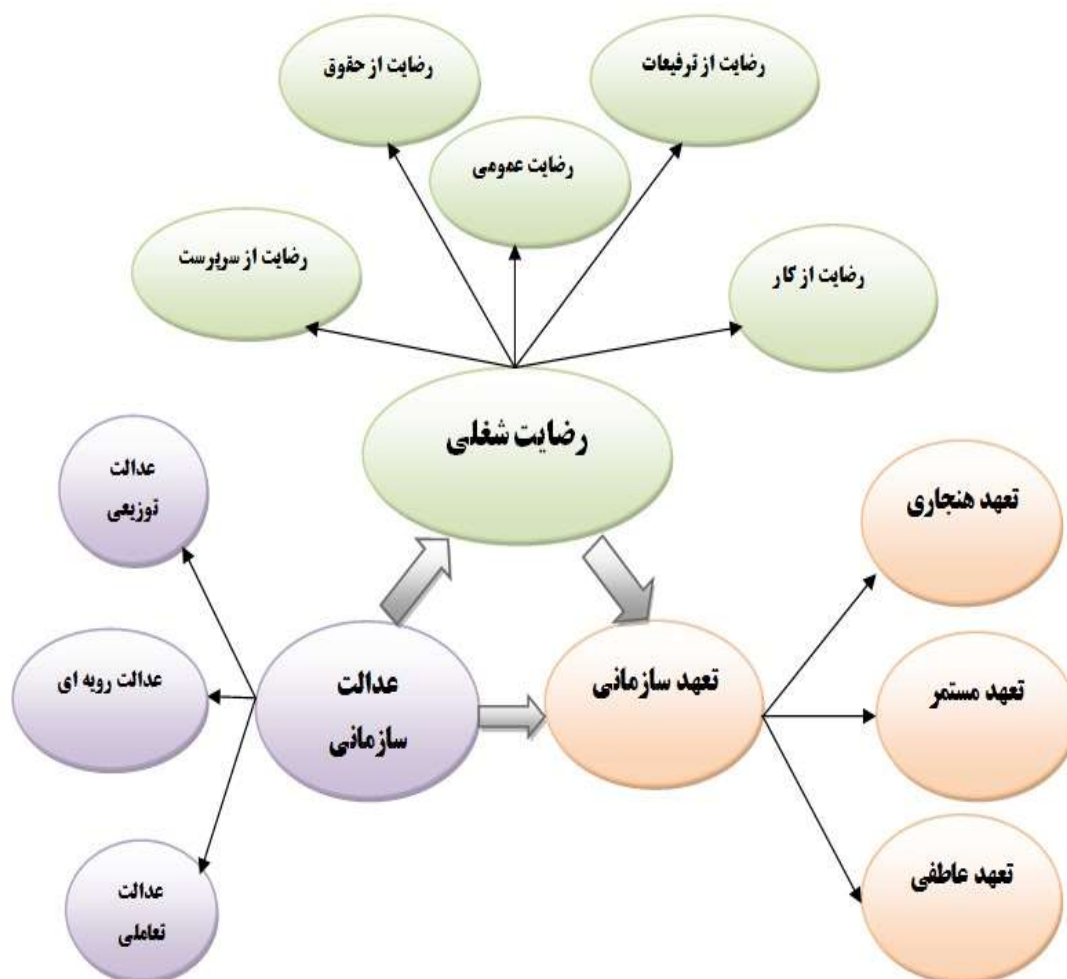 رضایت از حقوق
رضایت از ترفیعات
رضایت عمومی
رضایت از سرپرست
رضایت از کار
رضایت شغلی
عدالت
توزیعی
عدالت رویه ای
عدالت
تعاملی
عدالت
سازمانی
تعهد سازمانی
تعهد هنجاری
تعهد مستمر
تعهد عاطفی